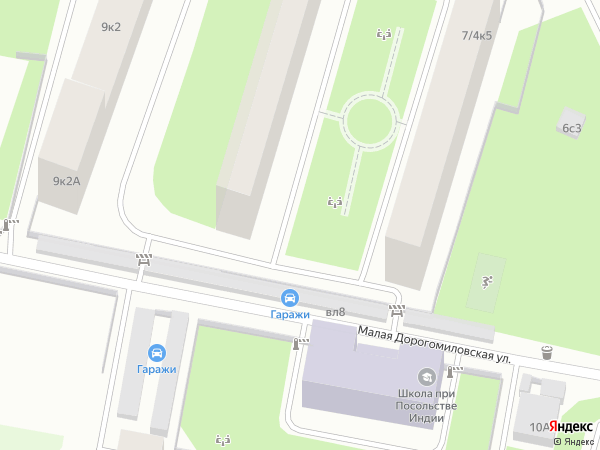 9к2
7/4к5
6с3
9к2А
вл8
Гаражи
Малая Дорогомиловская ул.
Гаражи
Школа при
Посольстве
Индии
10А
Яндекс
© Яндекс